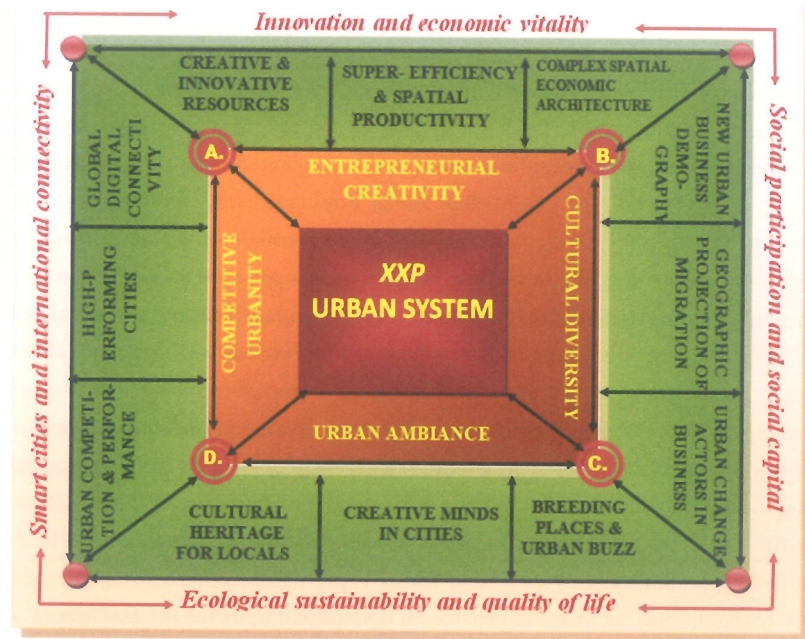 Innovation and economic vitality
CREATIVE &
INNOVATIVE
RESOURCES
SUPER- EFFICIENCY
& SPATIAL
PRODUCTIVITY
COMPLEX SPATIAL
ECONOMIC
ARCHITECTURE
Smart cities and international connectivity
GLOBAL
DIGITAL
CONNECTI
VITY
HIGH-P
ERFORMING
CITIES
URBAN COMPETI-
TION & PERFOR-
MANCE
A.
B.
ENTREPRENEURIAL
CREATIVITY
COMPETITIVE
URBANITY
XXP
URBAN SYSTEM
CULTURAL DIVERSITY
URBAN AMBIANCE
D.
C.
NEW URBAN
BUSINESS
DEMO-
GRAPHY
GEOGRAPHIC
PROJECTION OF
MIGRATION
URBAN CHANGE
ACTORS IN
BUSINESS
Social participation and social capital
CULTURAL
HERITAGE
FOR LOCALS
CREATIVE MINDS
IN CITIES
BREEDING
PLACES &
URBAN BUZZ
Ecological sustainability and quality of life